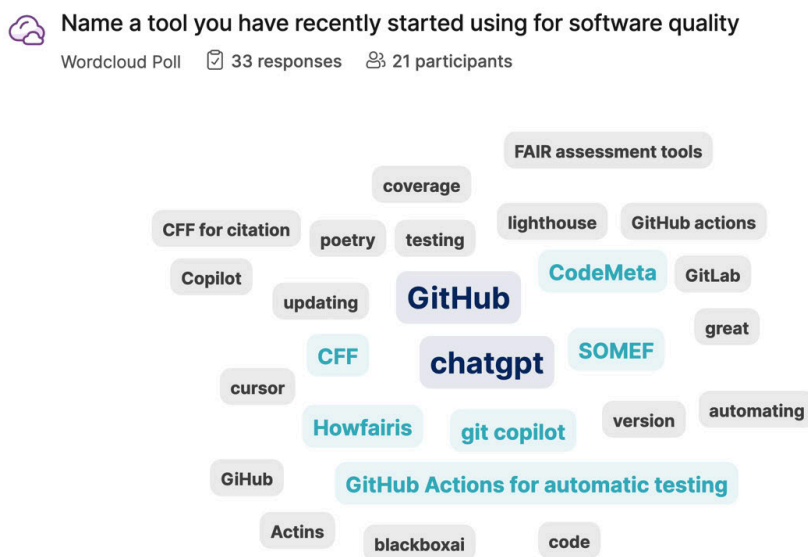 Name a tool you have recently started using for software quality
Wordcloud Poll 33 responses 21 participants
FAIR assessment tools
coverage
CFF for citation
poetry
testing
lighthouse
GitHub actions
Copilot
updating
GitHub
CodeMeta
GitLab
great
CFF
chatgpt
SOMEF
cursor
Howfairis
git copilot
version
automating
GiHub
GitHub Actions for automatic testing
Actins
blackboxai
code